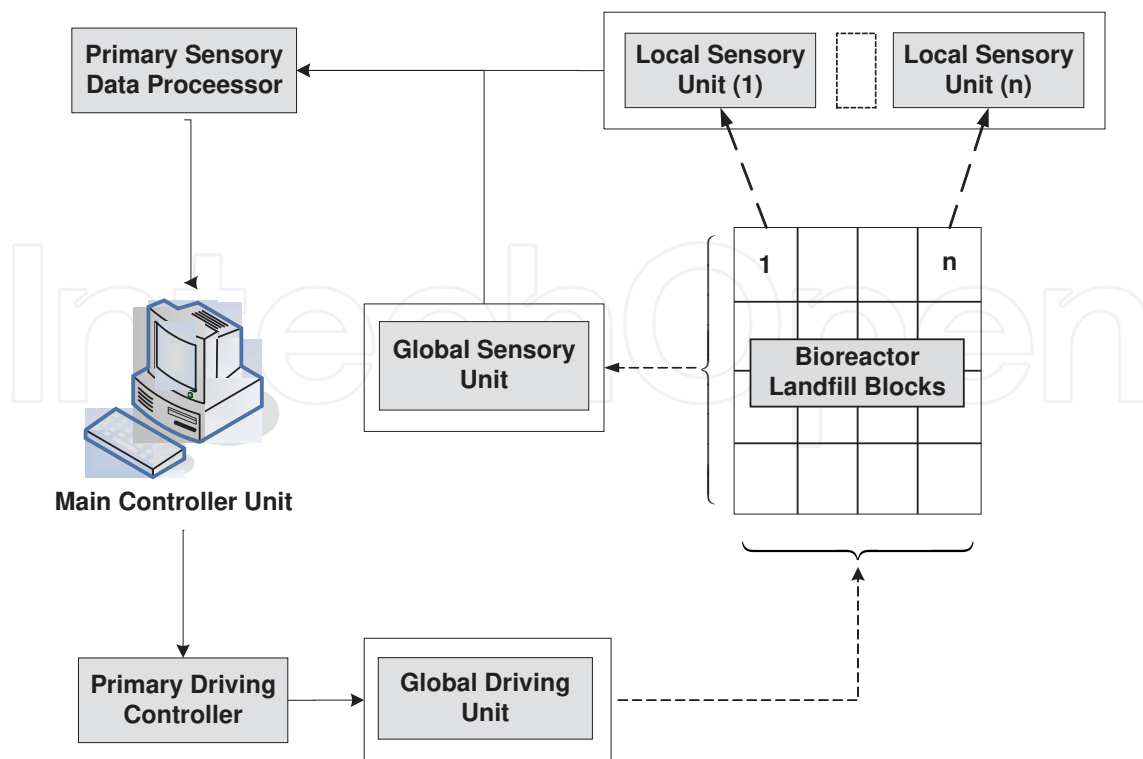 Primary Sensory
Data Proceessor
Local Sensory
Unit (1)
Local Sensory
Unit (n)
1
n
Global Sensory
Unit
Bioreactor
Landfill Blocks
IntechOpen
Main Controller Unit
Primary Driving
Controller
Global Driving
Unit